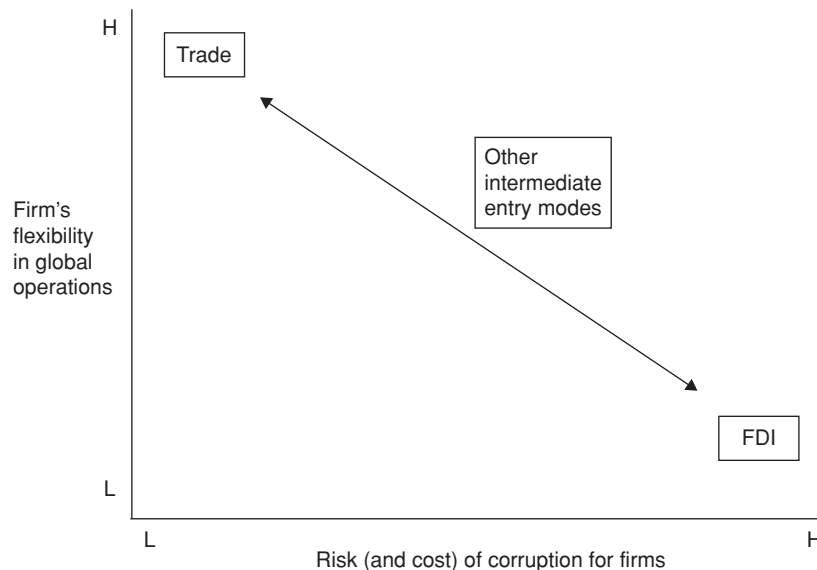 H
Trade
Other
intermediate
entry modes
Firm's
flexibility
in global
operations
FDI
L
L
H
Risk (and cost) of corruption for firms